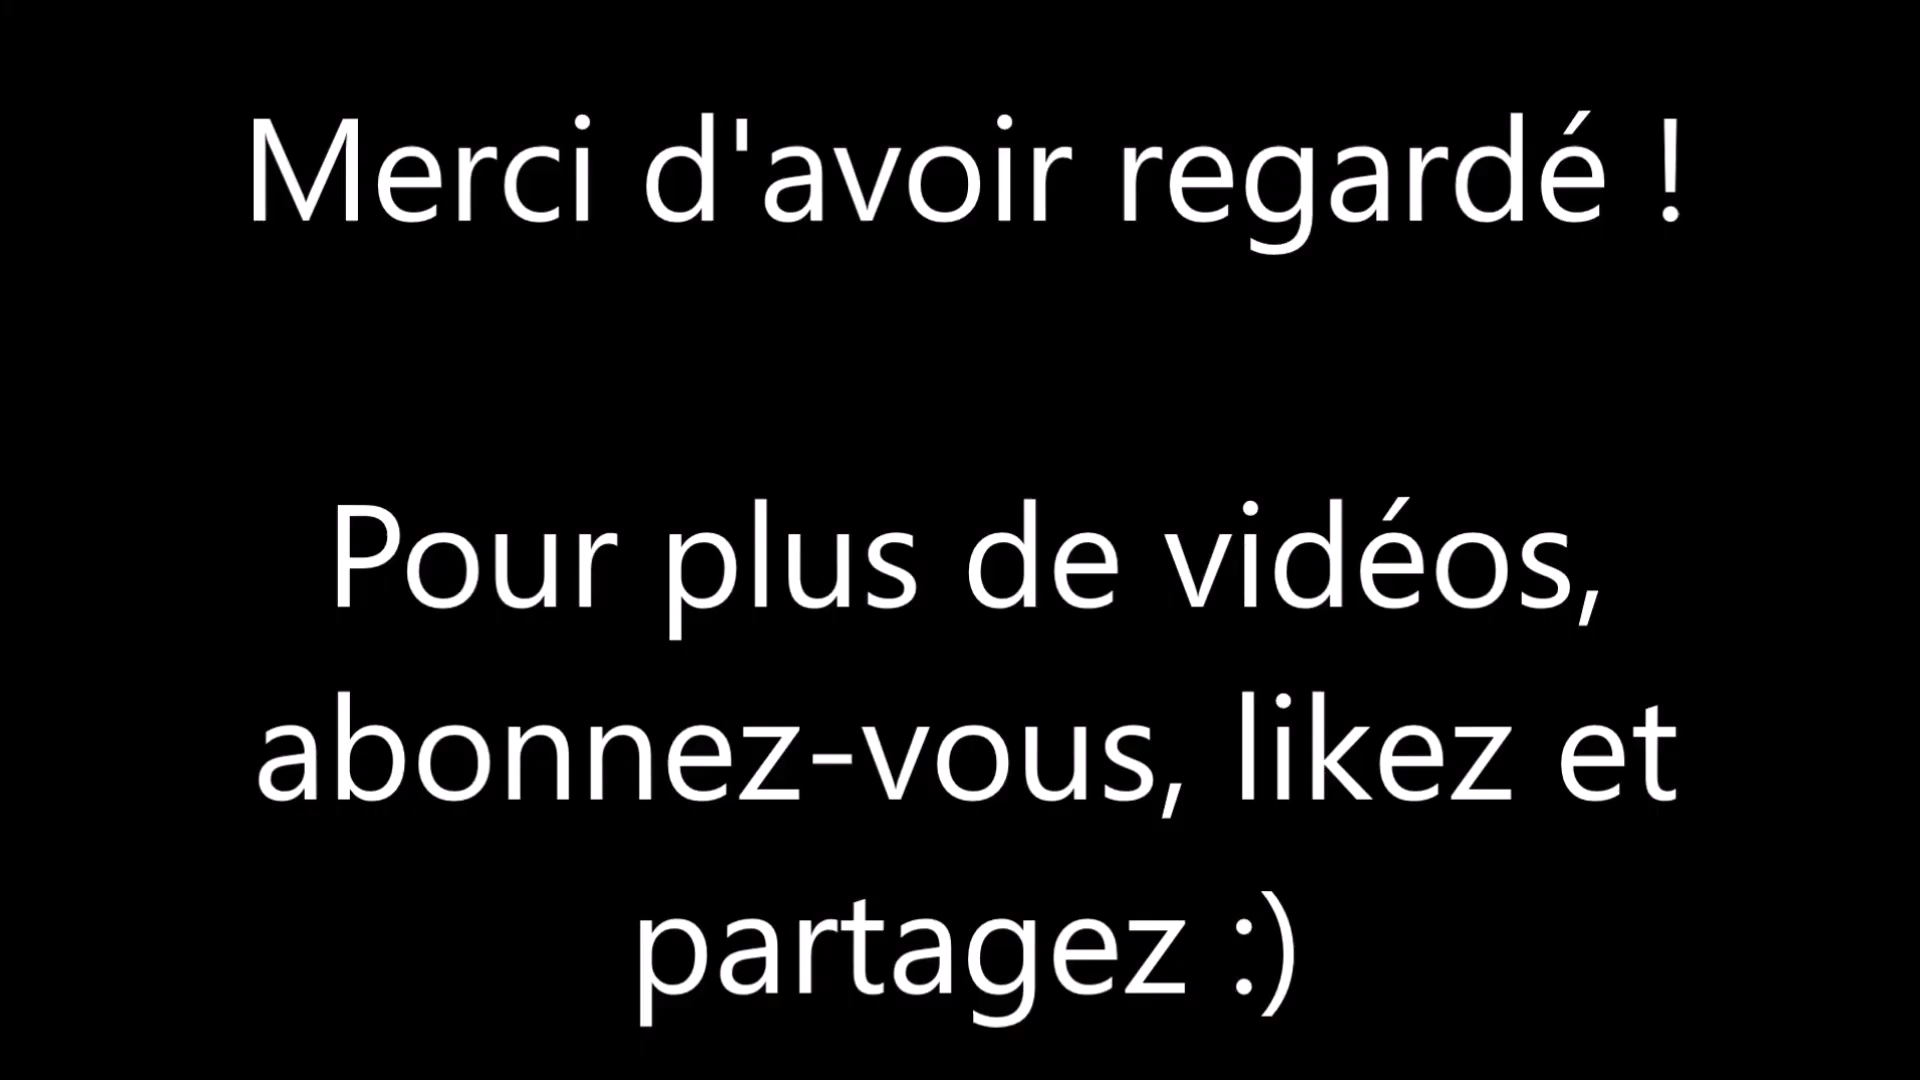 Merci d'avoir regardé !
Pour plus de vidéos,
abonnez-vous, likez et
partagez :)